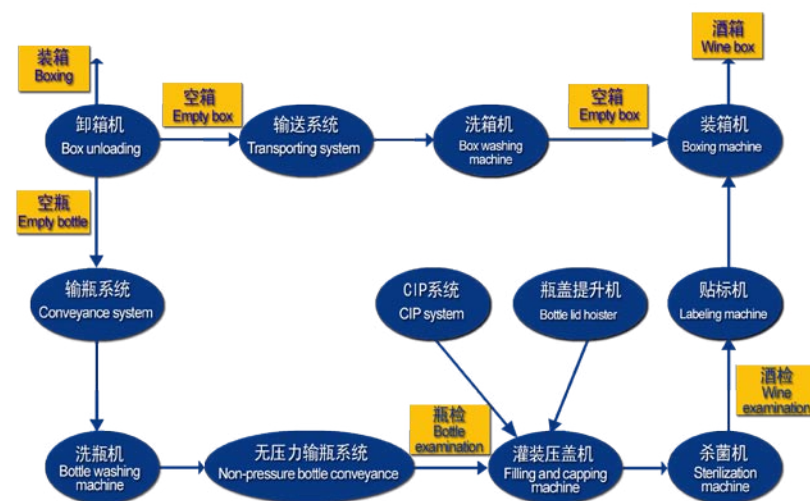 装箱
Boxing
空箱
Empty box
空箱
Empty box
酒箱
Wine box
卸箱机
Box unloading
输送系统
Transporting system
洗箱机
Box washing
machine
装箱机
Boxing machine
空瓶
Empty bottle
输瓶系统
Conveyance system
CIP系统
CIP system
瓶盖提升机
Bottle lid hoister
贴标机
Labeling machine
酒检
Wine
examination
瓶检
Bottle
examination
洗瓶机
Bottle washing
machine
无压力输瓶系统
Non-pressure bottle conveyance
灌装压盖机
Filling and capping
machine
杀菌机
Sterilization machine